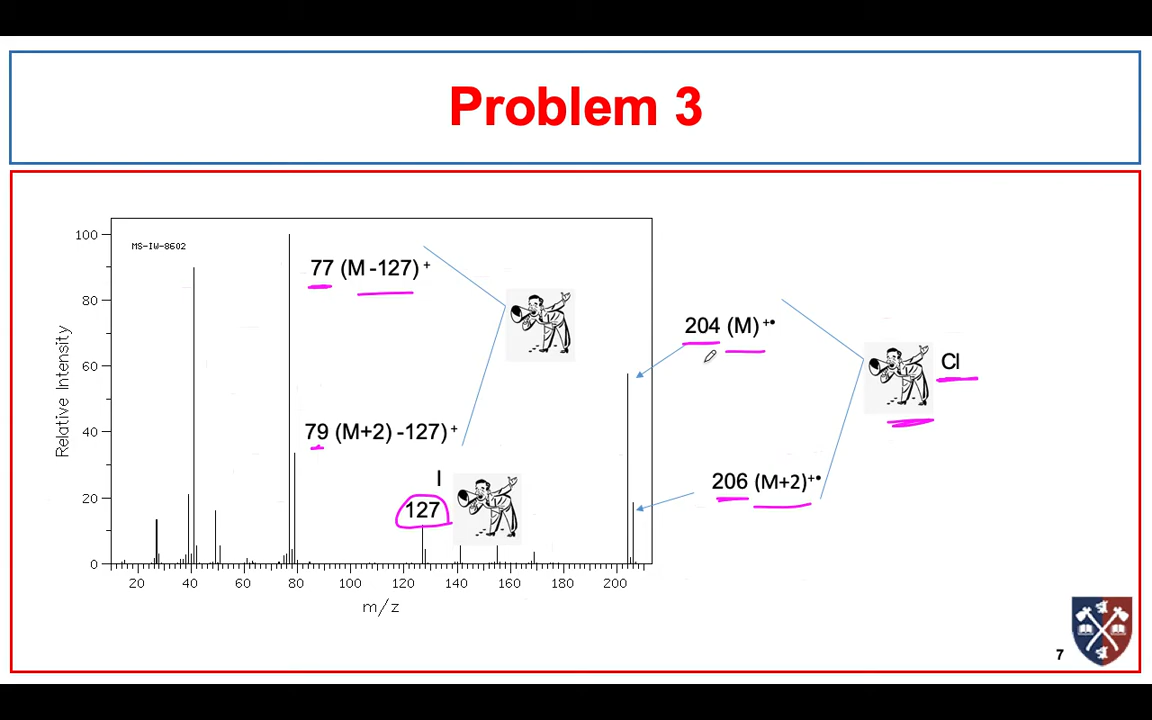 Problem 3
MS-IW-8602
Relative Intensity
100
80
60
40
20
0
20 40 60 80 100 120 140 160 180 200
m/z
77 (M -127) +
79 (M+2) -127) +
I
127
204 (M) +•
206 (M+2)+•
Cl
7